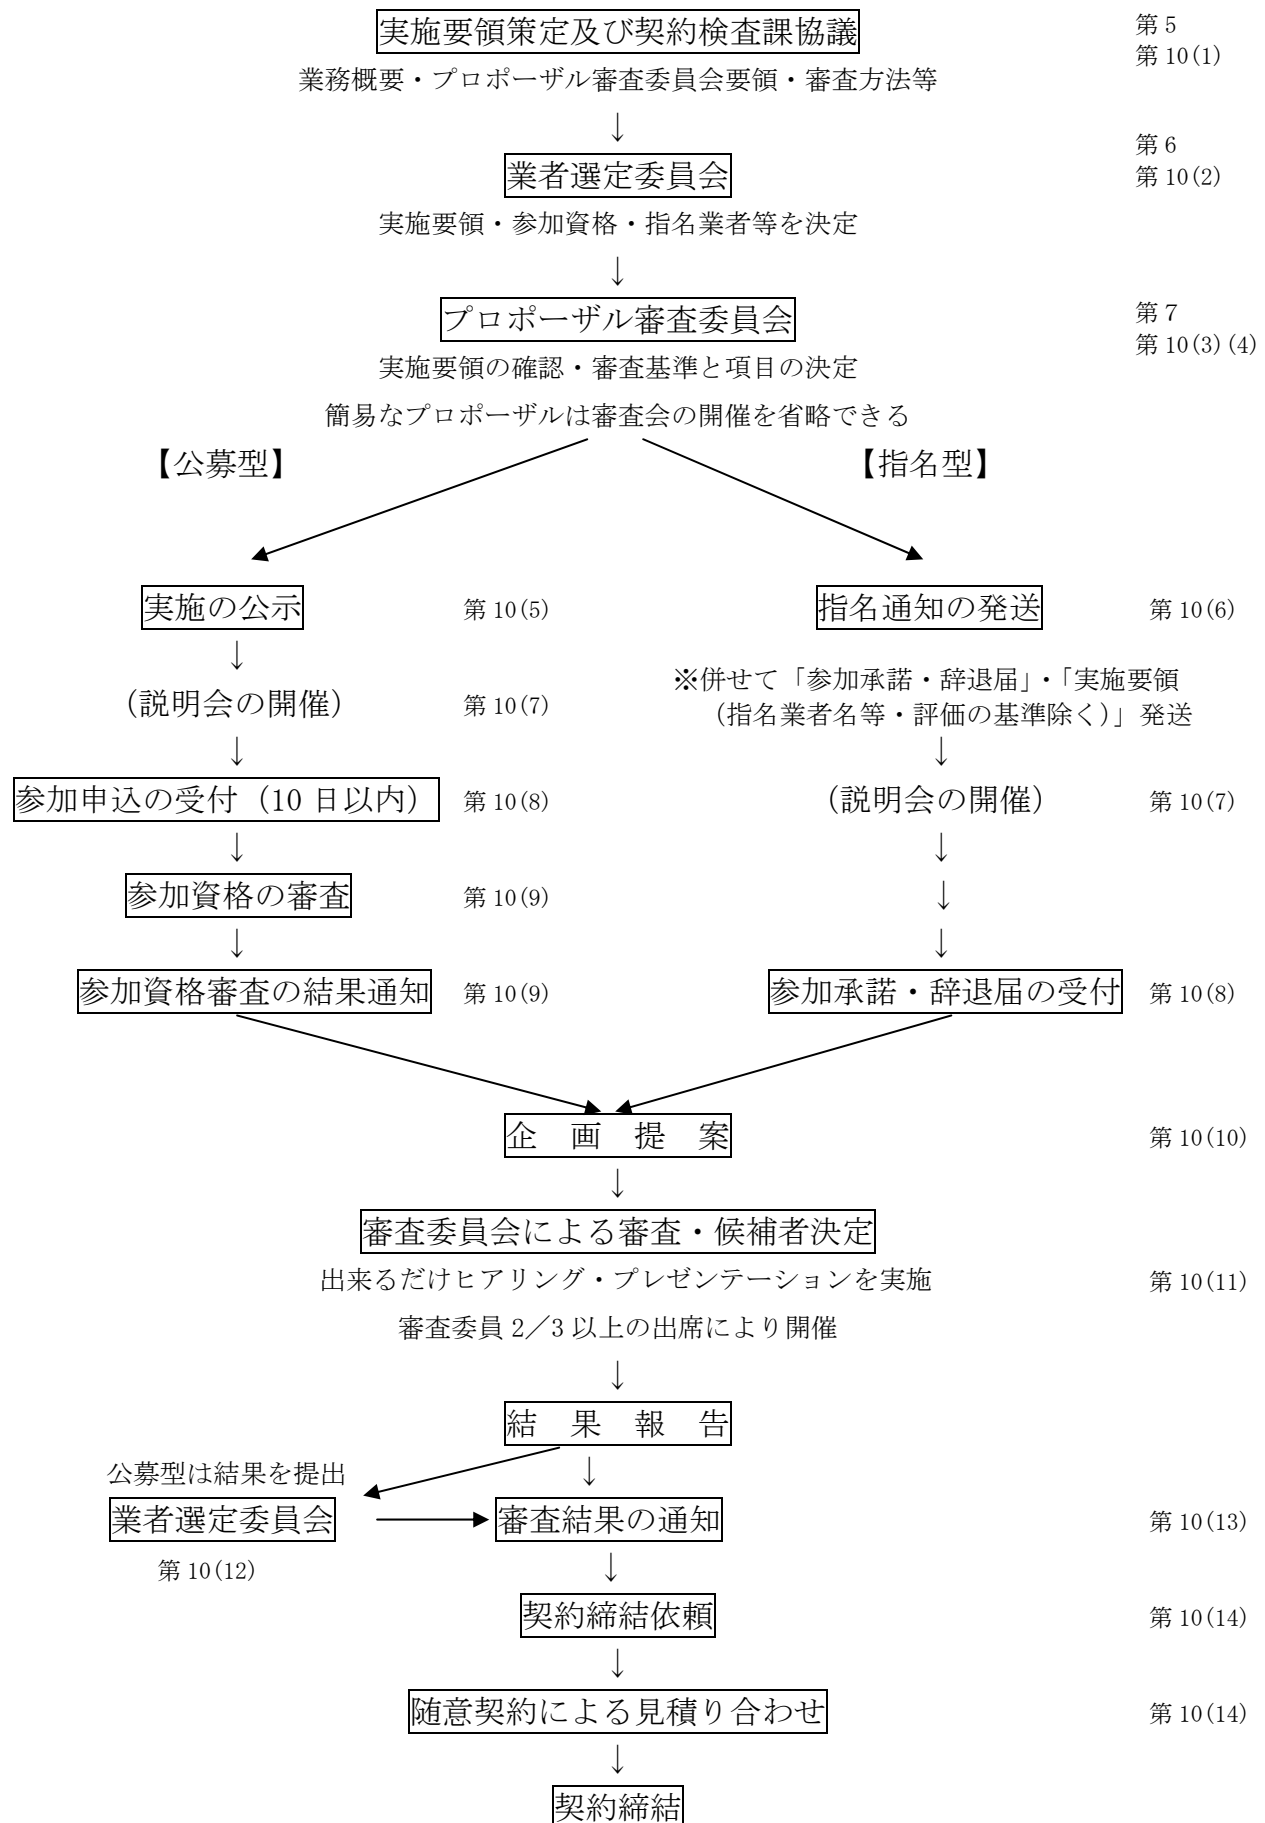 実施要領策定及び契約検査課協議
第5
第10(1)
業務概要・プロポーザル審査委員会要領・審査方法等
↓
業者選定委員会
第6
第10(2)
実施要領・参加資格・指名業者等を決定
↓
プロポーザル審査委員会
第7
第10(3)(4)
実施要領の確認・審査基準と項目の決定
簡易なプロポーザルは審査会の開催を省略できる
【公募型】
【指名型】
実施の公示 第10(5)
指名通知の発送 第10(6)
↓
(説明会の開催) 第10(7)
※併せて「参加承諾・辞退届」・「実施要領
(指名業者名等・評価の基準除く)」発送
↓ ↓
参加申込の受付(10日以内) 第10(8)
(説明会の開催) 第10(7)
↓ ↓
参加資格の審査 第10(9)
↓
↓ ↓
参加資格審査の結果通知 第10(9)
参加承諾・辞退届の受付 第10(8)
企 画 提 案 第10(10)
↓
審査委員会による審査・候補者決定
出来るだけヒアリング・プレゼンテーションを実施 第10(11)
審査委員2/3以上の出席により開催
↓
結 果 報 告
公募型は結果を提出
↓
業者選定委員会
審査結果の通知 第10(13)
第10(12)
↓
契約締結依頼 第10(14)
↓
随意契約による見積り合わせ 第10(14)
↓
契約締結